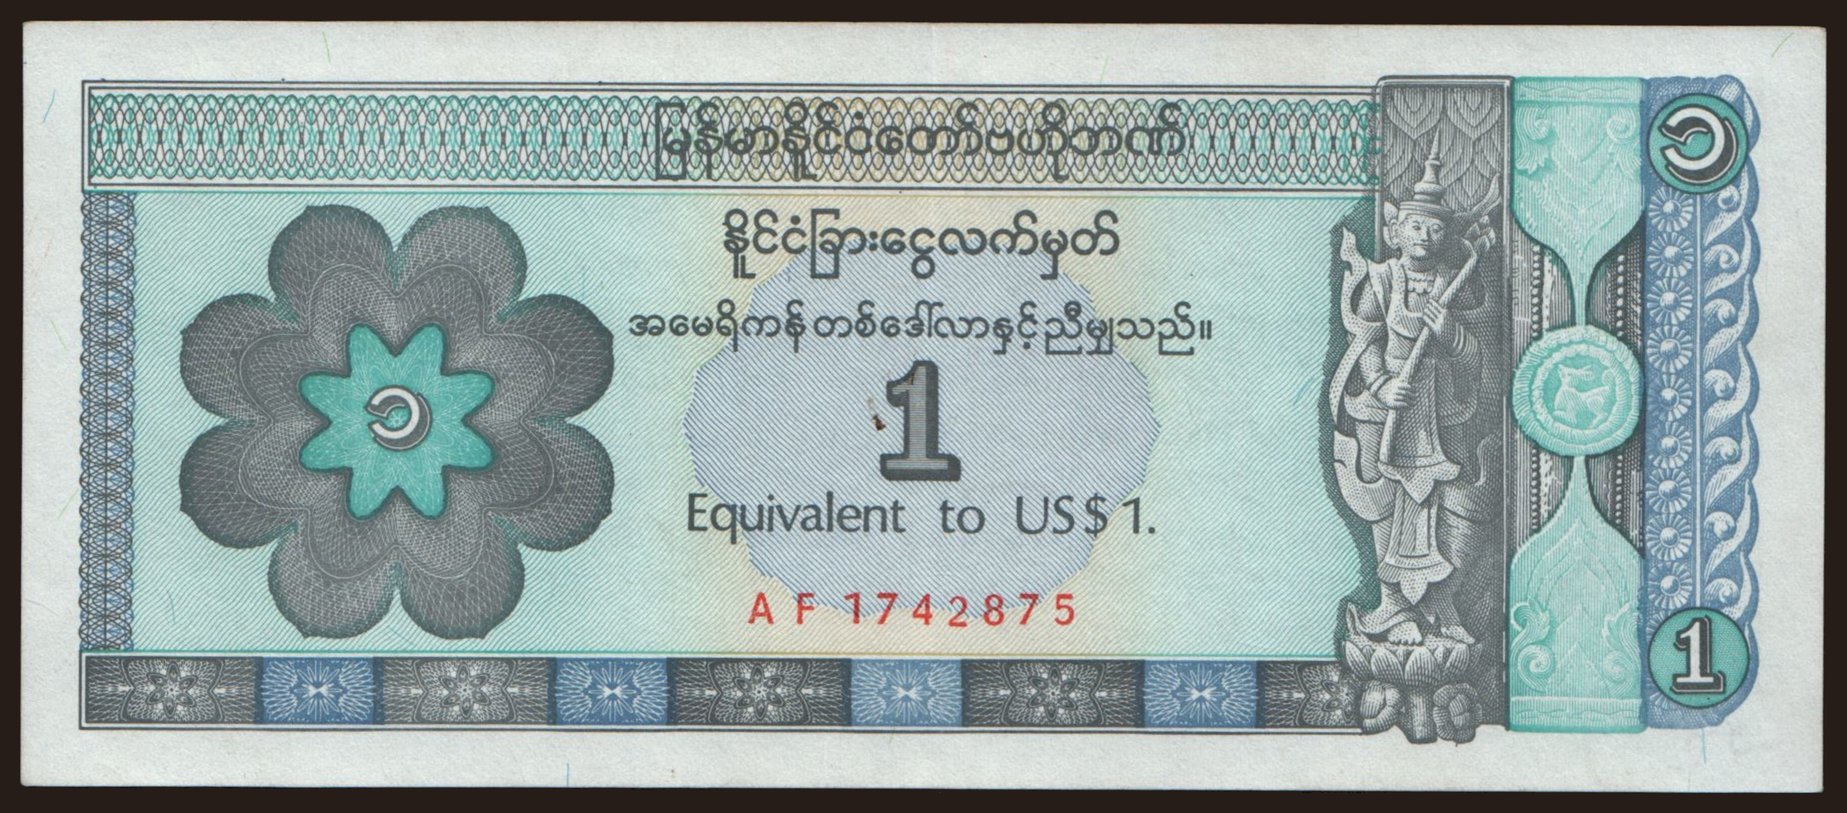 မြန်မာနိုင်ငံတော်ဗဟိုဘဏ်
၁
နိုင်ငံခြားငွေလက်မှတ်
အမေရိကန်တစ်ဒေါ်လာနှင့်ညီမျှသည်။
၁
1
Equivalent to US$1.
AF 1742875
1